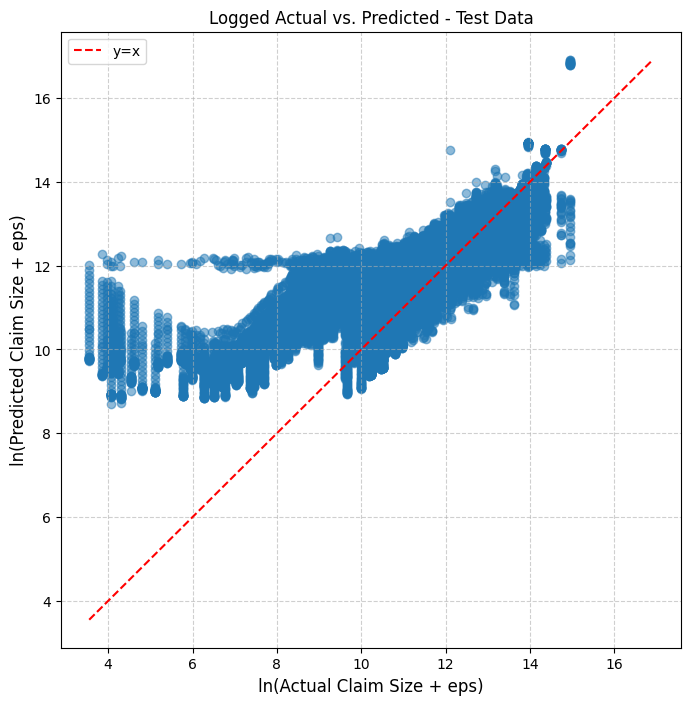 Logged Actual vs. Predicted - Test Data
y=x
ln(Predicted Claim Size + eps)
16
14
12
10
8
6
4
4 6 8 10 12 14 16
ln(Actual Claim Size + eps)